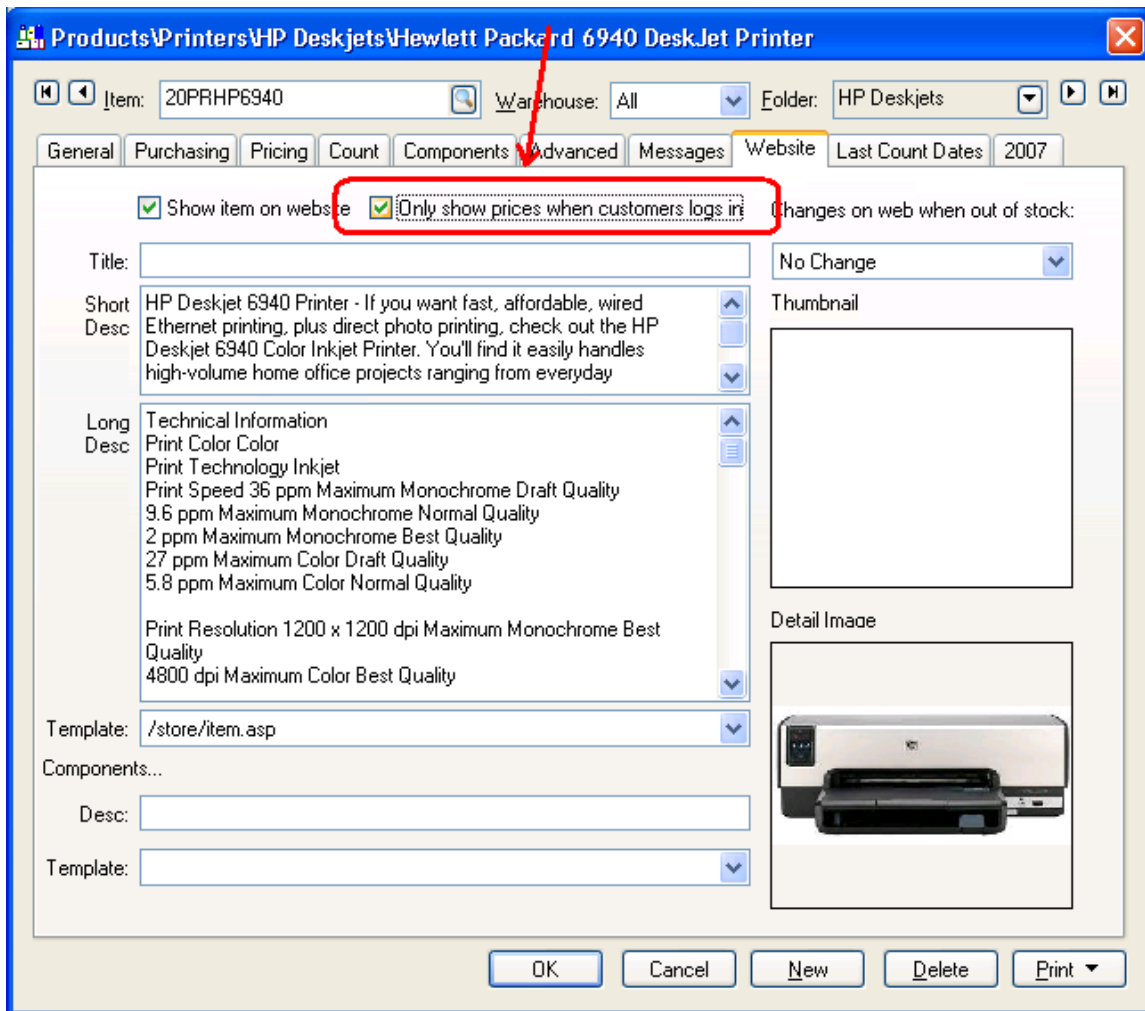 Products\Printers\HP Deskjets\Hewlett Packard 6940 DeskJet Printer
Item: 20PRHP6940 Warehouse: All Folder: HP Deskjets
General Purchasing Pricing Count Components Advanced Messages Website Last Count Dates 2007
Show item on website Only show prices when customers logs in Changes on web when out of stock:
Title: No Change
Short Desc HP Deskjet 6940 Printer - If you want fast, affordable, wired
Ethernet printing, plus direct photo printing, check out the HP
Deskjet 6940 Color Inkjet Printer. You'll find it easily handles
high-volume home office projects ranging from everyday
Thumbnail
Long Desc Technical Information
Print Color Color
Print Technology Inkjet
Print Speed 36 ppm Maximum Monochrome Draft Quality
9.6 ppm Maximum Monochrome Normal Quality
2 ppm Maximum Monochrome Best Quality
27 ppm Maximum Color Draft Quality
5.8 ppm Maximum Color Normal Quality
Print Resolution 1200 x 1200 dpi Maximum Monochrome Best
Quality
4800 dpi Maximum Color Best Quality
Detail Image
Template: /store/item.asp
Components...
Desc:
Template:
OK Cancel New Delete Print